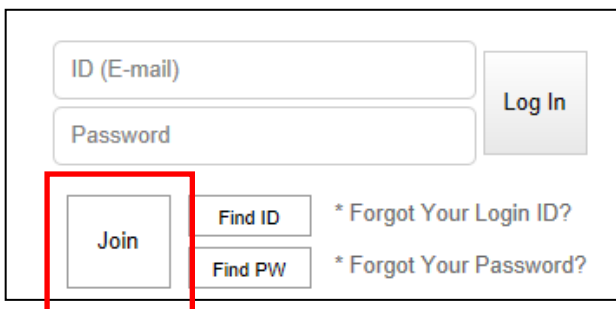 ID (E-mail)
Password
Log In
Join
Find ID
* Forgot Your Login ID?
Find PW
* Forgot Your Password?